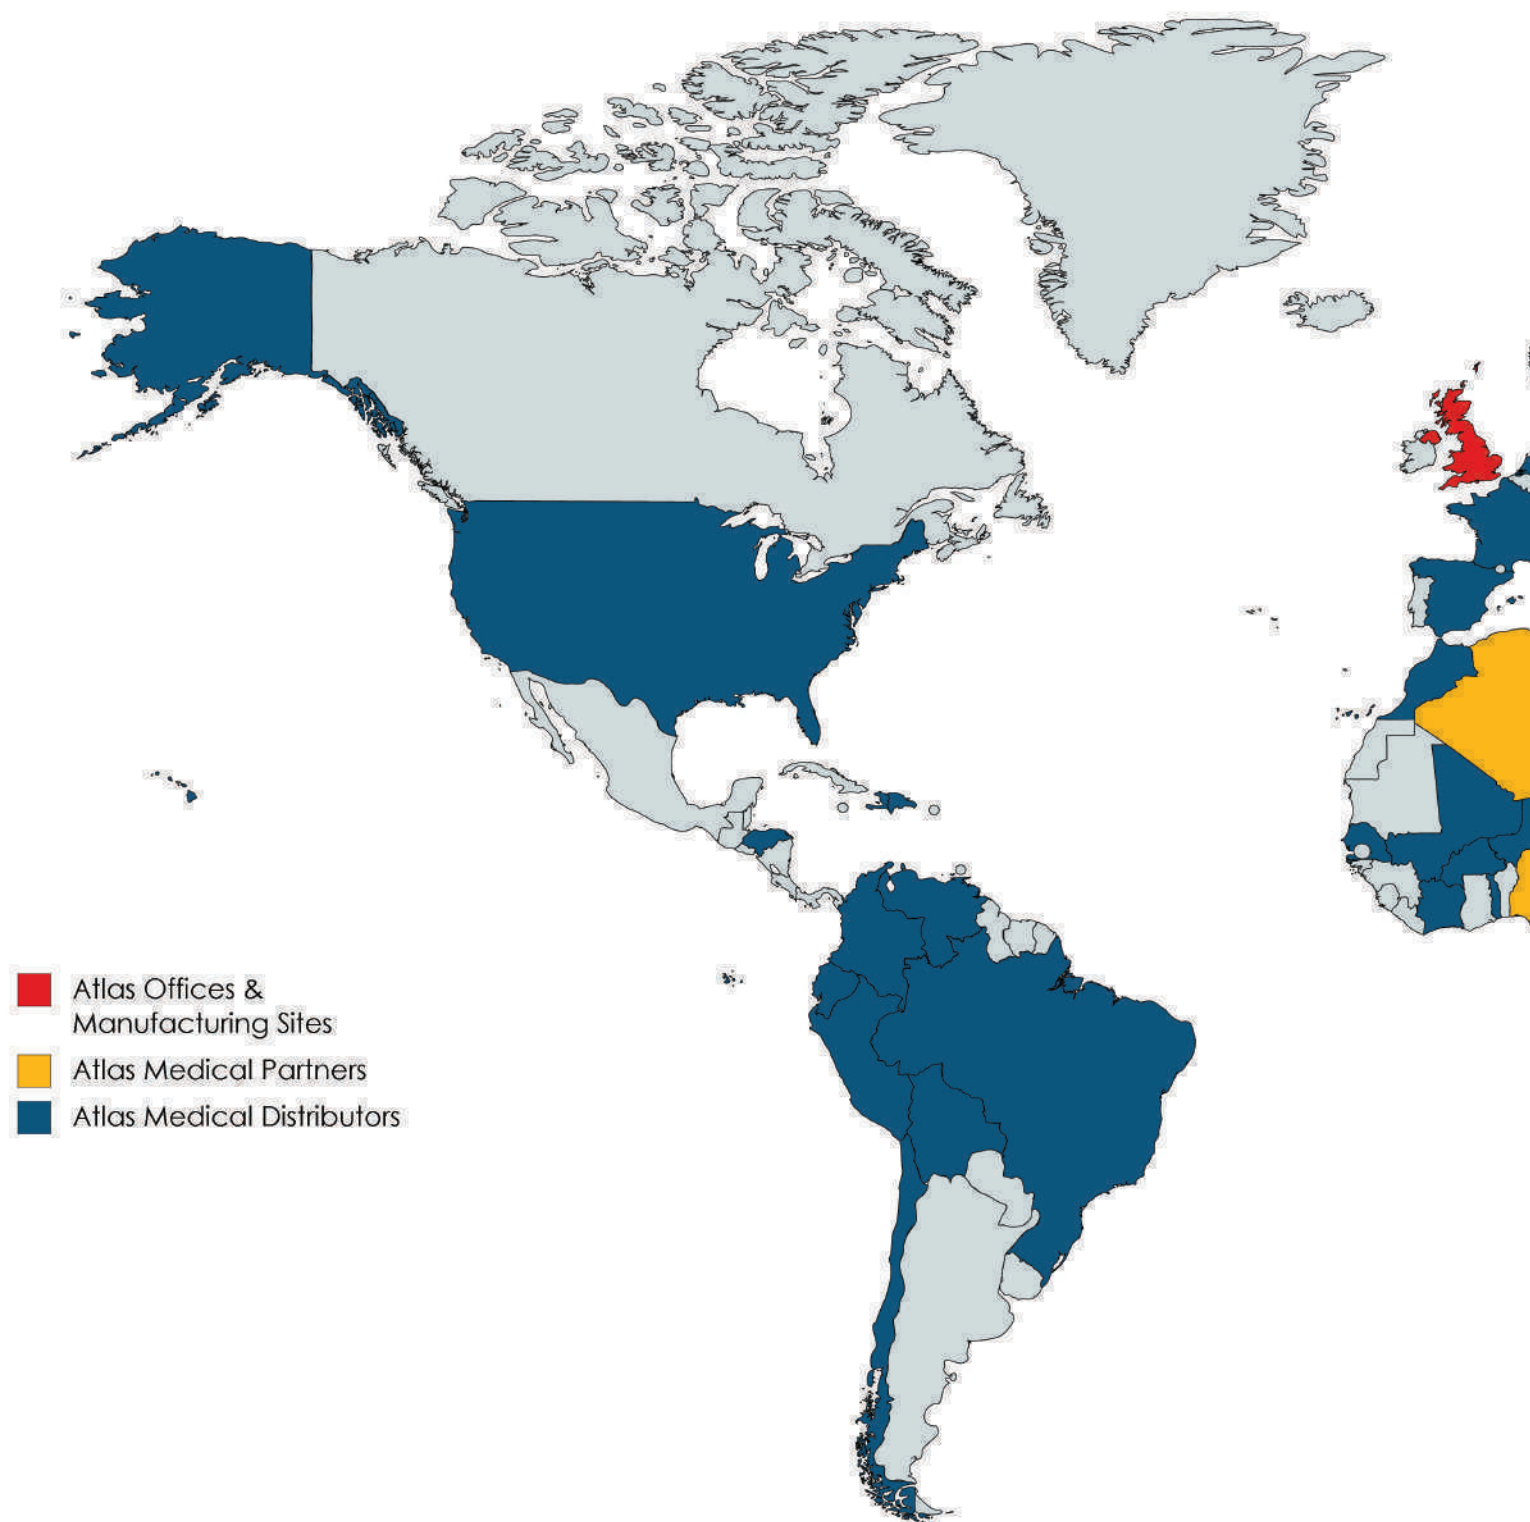 Atlas Offices &
Manufacturing Sites
Atlas Medical Partners
Atlas Medical Distributors